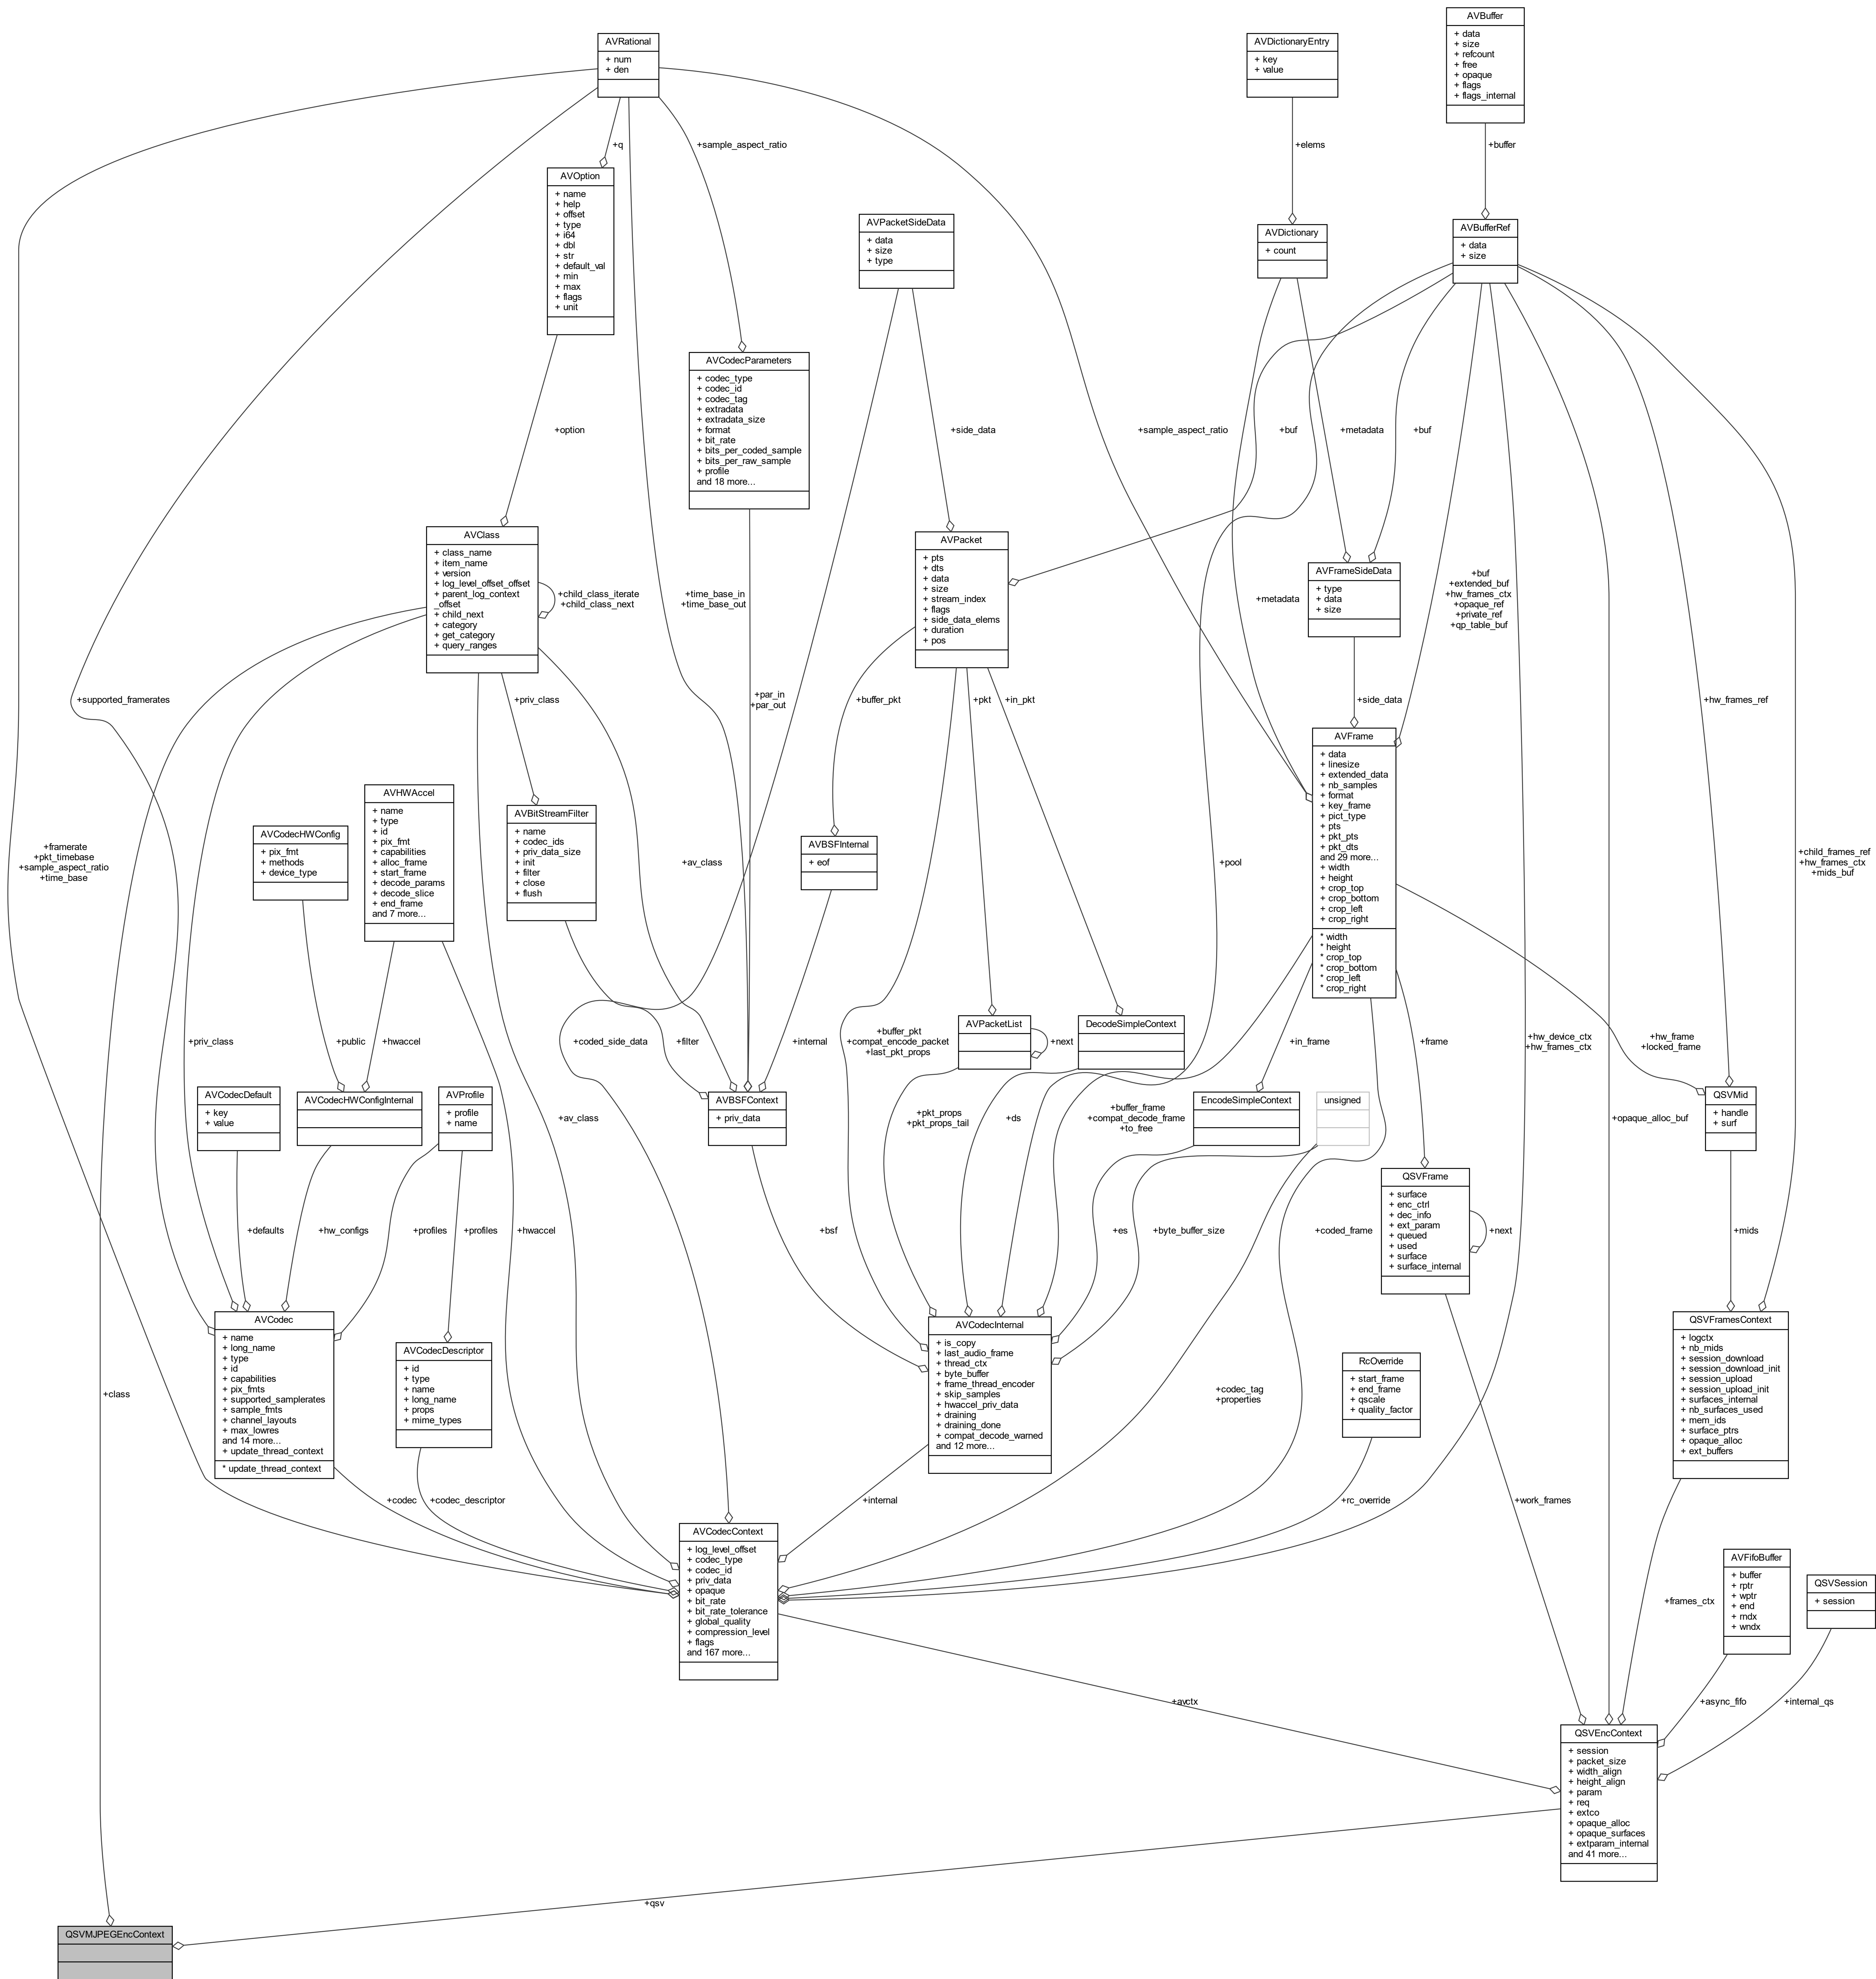 AVBuffer
+ data
+ size
+ refcount
+ free
+ opaque
+ flags
+ flags_internal
AVRational
+ num
+ den
AVDictionaryEntry
+ key
+ value
+q
+sample_aspect_ratio
+elems
+buffer
AVOption
+ name
+ help
+ offset
+ type
+ i64
+ dbl
+ str
+ default_val
+ min
+ max
+ flags
+ unit
AVPacketSideData
+ data
+ size
+ type
AVDictionary
+ count
AVBufferRef
+ data
+ size
AVCodecParameters
+ codec_type
+ codec_id
+ codec_tag
+ extradata
+ extradata_size
+ format
+ bit_rate
+ bits_per_coded_sample
+ bits_per_raw_sample
+ profile
and 18 more...
+option
+side_data
+sample_aspect_ratio
+buf
+metadata
+buf
AVClass
+ class_name
+ item_name
+ version
+ log_level_offset_offset
+ parent_log_context
_offset
+ child_next
+ category
+ get_category
+ query_ranges
+child_class_iterate
+child_class_next
+time_base_in
+time_base_out
AVPacket
+ pts
+ dts
+ data
+ size
+ stream_index
+ flags
+ side_data_elems
+ duration
+ pos
+metadata
AVFrameSideData
+ type
+ data
+ size
+buf
+extended_buf
+hw_frames_ctx
+opaque_ref
+private_ref
+qp_table_buf
+supported_framerates
+priv_class
+par_in
+par_out
+buffer_pkt
+pkt
+in_pkt
+side_data
+hw_frames_ref
AVFrame
+ data
+ linesize
+ extended_data
+ nb_samples
+ format
+ key_frame
+ pict_type
+ pts
+ pkt_pts
+ pkt_dts
and 29 more...
+ width
+ height
+ crop_top
+ crop_bottom
+ crop_left
+ crop_right
* width
* height
* crop_top
* crop_bottom
* crop_left
* crop_right
+framerate
+pkt_timebase
+sample_aspect_ratio
+time_base
AVCodecHWConfig
+ pix_fmt
+ methods
+ device_type
AVHWAccel
+ name
+ type
+ id
+ pix_fmt
+ capabilities
+ alloc_frame
+ start_frame
+ decode_params
+ decode_slice
+ end_frame
and 7 more...
AVBitStreamFilter
+ name
+ codec_ids
+ priv_data_size
+ init
+ filter
+ close
+ flush
+av_class
AVBSFInternal
+ eof
+pool
+child_frames_ref
+hw_frames_ctx
+mids_buf
+priv_class
+public
+hwaccel
+coded_side_data
+filter
+internal
+buffer_pkt
+compat_encode_packet
+last_pkt_props
AVPacketList
+next
DecodeSimpleContext
+in_frame
+frame
+hw_device_ctx
+hw_frames_ctx
+hw_frame
+locked_frame
AVCodecDefault
+ key
+ value
AVCodecHWConfigInternal
AVProfile
+ profile
+ name
+av_class
AVBSFContext
+ priv_data
+pkt_props
+pkt_props_tail
+ds
+buffer_frame
+compat_decode_frame
+to_free
EncodeSimpleContext
unsigned
+opaque_alloc_buf
QSVMid
+ handle
+ surf
+defaults
+hw_configs
+profiles
+profiles
+hwaccel
+bsf
+es
+byte_buffer_size
+coded_frame
QSVFrame
+ surface
+ enc_ctrl
+ dec_info
+ ext_param
+ queued
+ used
+ surface
+ surface_internal
+next
+mids
AVCodec
+ name
+ long_name
+ type
+ id
+ capabilities
+ pix_fmts
+ supported_samplerates
+ sample_fmts
+ channel_layouts
+ max_lowres
and 14 more...
+ update_thread_context
* update_thread_context
AVCodecDescriptor
+ id
+ type
+ name
+ long_name
+ props
+ mime_types
AVCodecInternal
+ is_copy
+ last_audio_frame
+ thread_ctx
+ byte_buffer
+ frame_thread_encoder
+ skip_samples
+ hwaccel_priv_data
+ draining
+ draining_done
+ compat_decode_warned
and 12 more...
+codec_tag
+properties
RcOverride
+ start_frame
+ end_frame
+ qscale
+ quality_factor
QSVFramesContext
+ logctx
+ nb_mids
+ session_download
+ session_download_init
+ session_upload
+ session_upload_init
+ surfaces_internal
+ nb_surfaces_used
+ mem_ids
+ surface_ptrs
+ opaque_alloc
+ ext_buffers
+class
+codec
+codec_descriptor
+internal
+rc_override
+work_frames
AVCodecContext
+ log_level_offset
+ codec_type
+ codec_id
+ priv_data
+ opaque
+ bit_rate
+ bit_rate_tolerance
+ global_quality
+ compression_level
+ flags
and 167 more...
+frames_ctx
AVFifoBuffer
+ buffer
+ rptr
+ wptr
+ end
+ rndx
+ wndx
QSVSession
+ session
+avctx
+async_fifo
+internal_qs
QSVEncContext
+ session
+ packet_size
+ width_align
+ height_align
+ param
+ req
+ extco
+ opaque_alloc
+ opaque_surfaces
+ extparam_internal
and 41 more...
+qsv
QSVMJPEGEncContext